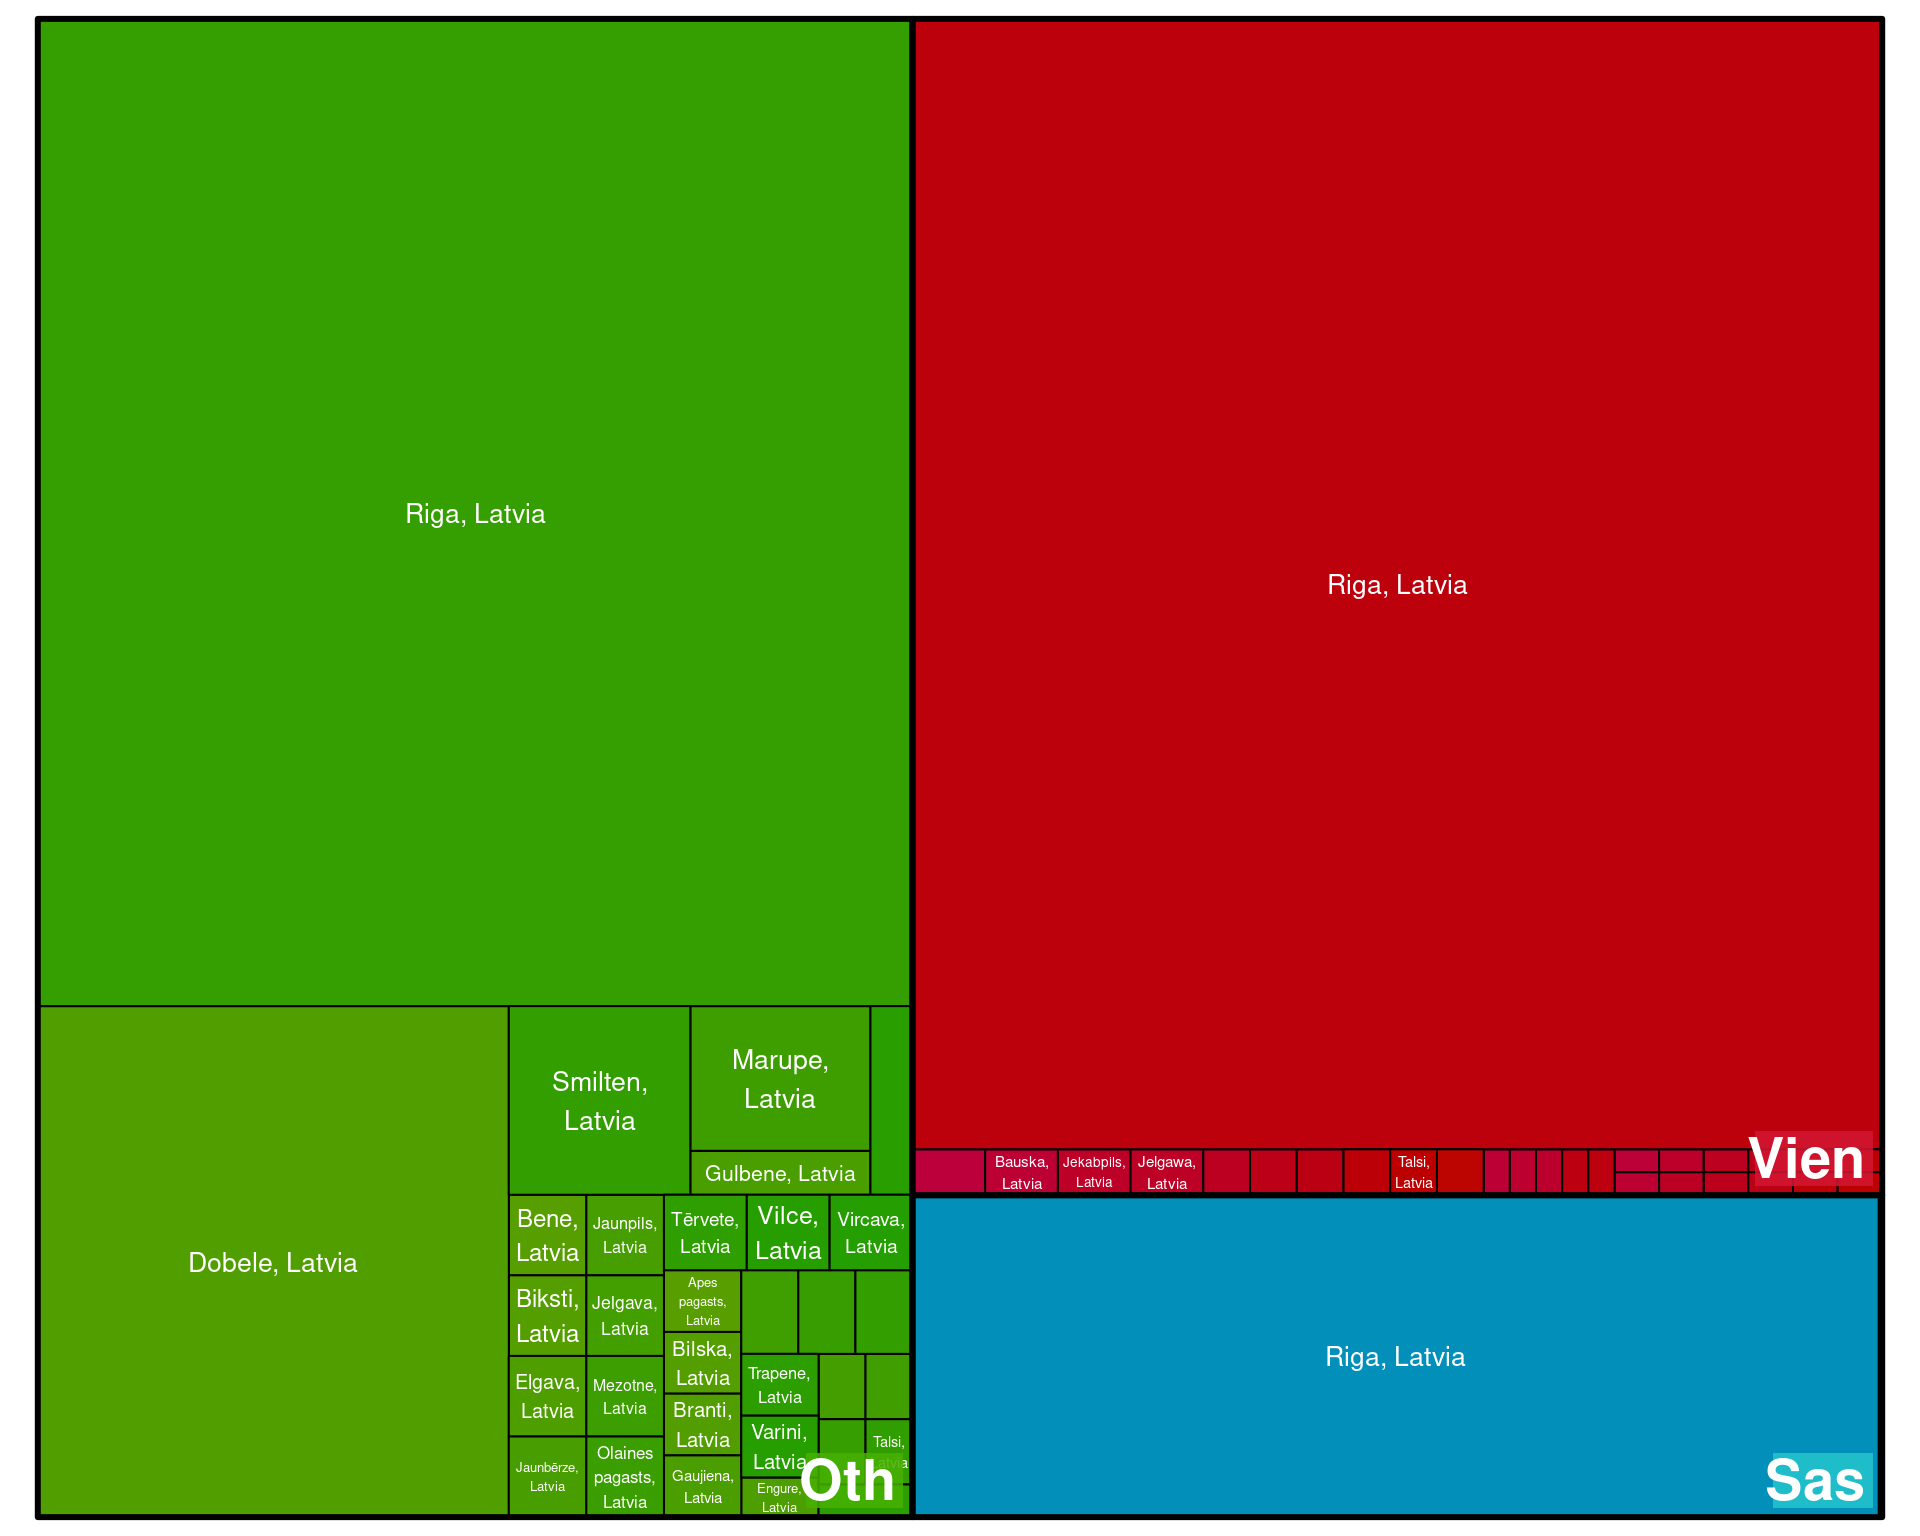 Riga, Latvia
Dobele, Latvia
Smilten,
Latvia
Marupe,
Latvia
Gulbene, Latvia
Bene,
Latvia
Jaunpils,
Latvia
Tērvete,
Latvia
Vilce,
Latvia
Vircava,
Latvia
Biksti,
Latvia
Jelgava,
Latvia
Apes
pagasts,
Latvia
Bilska,
Latvia
Elgava,
Latvia
Mezotne,
Latvia
Trapene,
Latvia
Branti,
Latvia
Varini,
Latvia
Talsi,
Latvia
Jaunbērze,
Latvia
Olaines
pagasts,
Latvia
Gaujiena,
Latvia
Engure,
Latvia
Oth
Riga, Latvia
Bauska,
Latvia
Jekabpils,
Latvia
Jelgawa,
Latvia
Talsi,
Latvia
Vien
Riga, Latvia
Sas